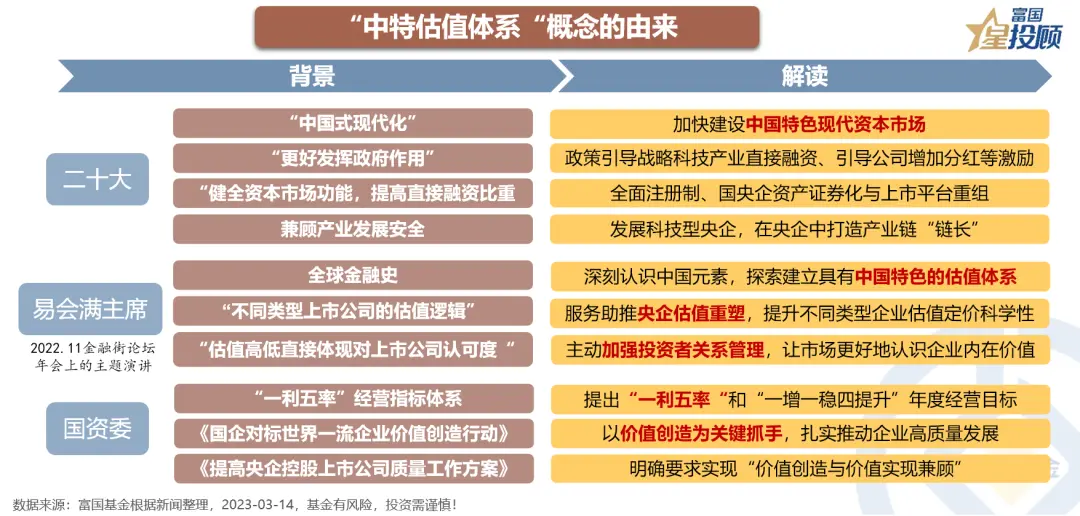 “中特估值体系“概念的由来
富国
星投顾
背景
解读
二十大
“中国式现代化”
加快建设中国特色现代资本市场
“更好发挥政府作用”
政策引导战略科技产业直接融资、引导公司增加分红等激励
“健全资本市场功能，提高直接融资比重
全面注册制、国央企资产证券化与上市平台重组
兼顾产业发展安全
发展科技型央企，在央企中打造产业链“链长”
易会满主席
2022.11金融街论坛
年会上的主题演讲
全球金融史
深刻认识中国元素，探索建立具有中国特色的估值体系
“不同类型上市公司的估值逻辑”
服务助推央企估值重塑，提升不同类型企业估值定价科学性
“估值高低直接体现对上市公司认可度“
主动加强投资者关系管理，让市场更好地认识企业内在价值
国资委
“一利五率”经营指标体系
提出“一利五率“和“一增一稳四提升”年度经营目标
《国企对标世界一流企业价值创造行动》
以价值创造为关键抓手，扎实推动企业高质量发展
《提高央企控股上市公司质量工作方案》
明确要求实现“价值创造与价值实现兼顾”
数据来源：富国基金根据新闻整理，2023-03-14，基金有风险，投资需谨慎！